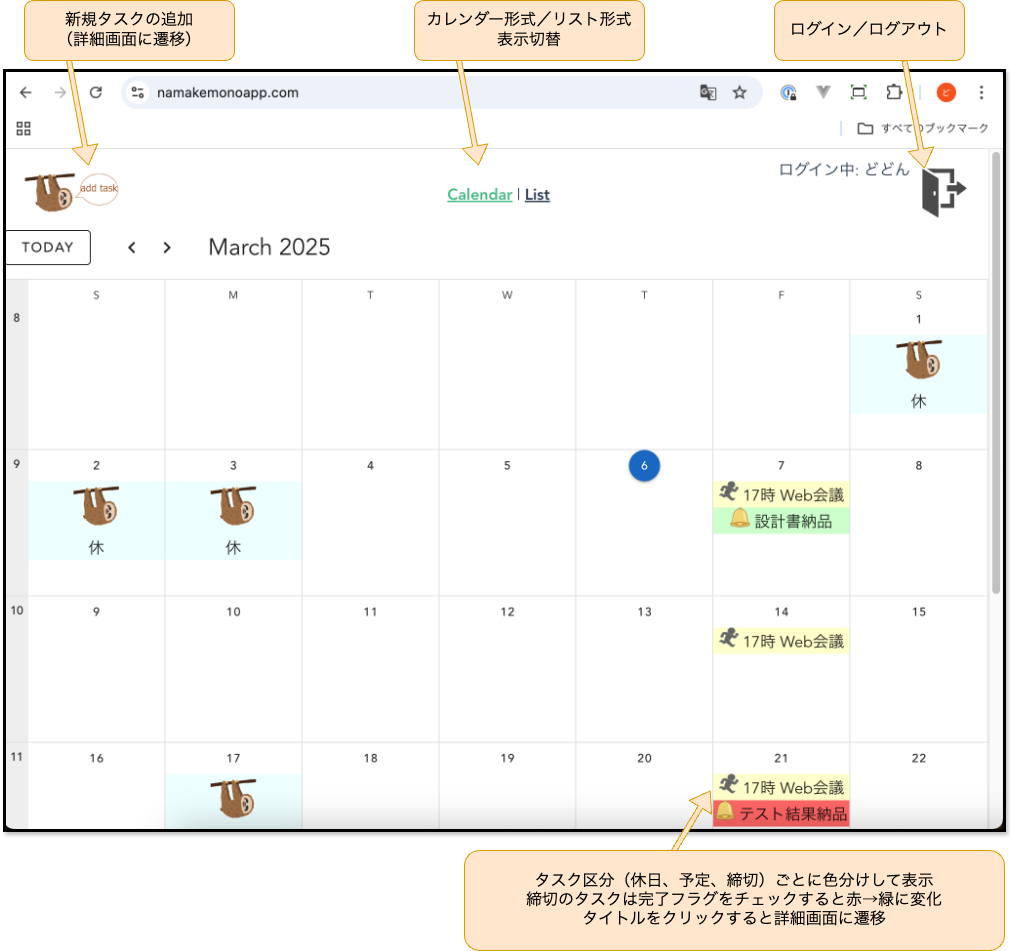 新規タスクの追加
（詳細画面に遷移）
カレンダー形式／リスト形式
表示切替
ログイン／ログアウト
namakemonoapp.com
ど
すべてのブックマーク
ログイン中: どどん
add task
Calendar | List
TODAY
March 2025
S M T W T F S
8
1
休
9
2 3 4 5 6 7 8
17時 Web会議
設計書納品
休 休
10
9 10 11 12 13 14 15
17時 Web会議
11
16 17 18 19 20 21 22
17時 Web会議
テスト結果納品
タスク区分（休日、予定、締切）ごとに色分けして表示
締切のタスクは完了フラグをチェックすると赤→緑に変化
タイトルをクリックすると詳細画面に遷移